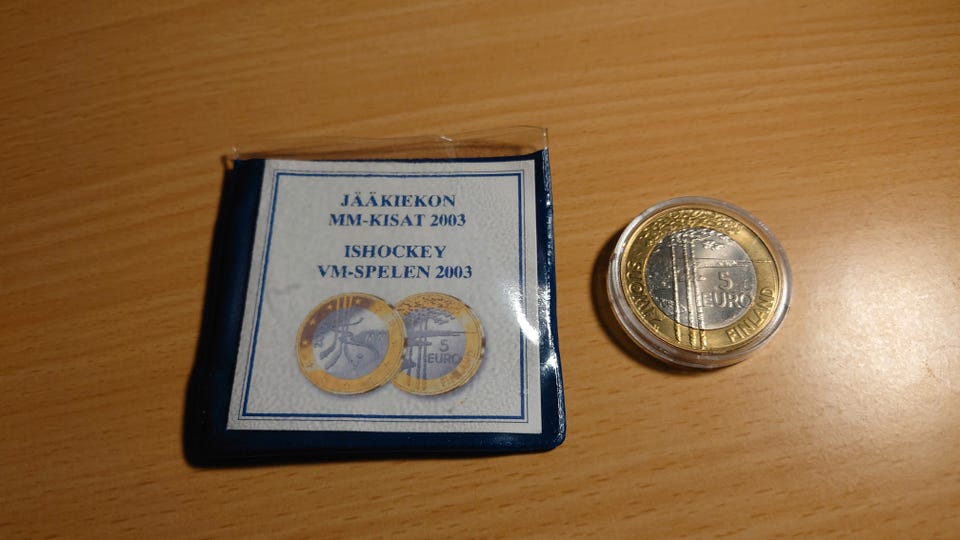 JÄÄKIEKON
MM-KISAT 2003
ISHOCKEY
VM-SPELEN 2003
5
EURO
5
EURO
SUOMI
FINLAND